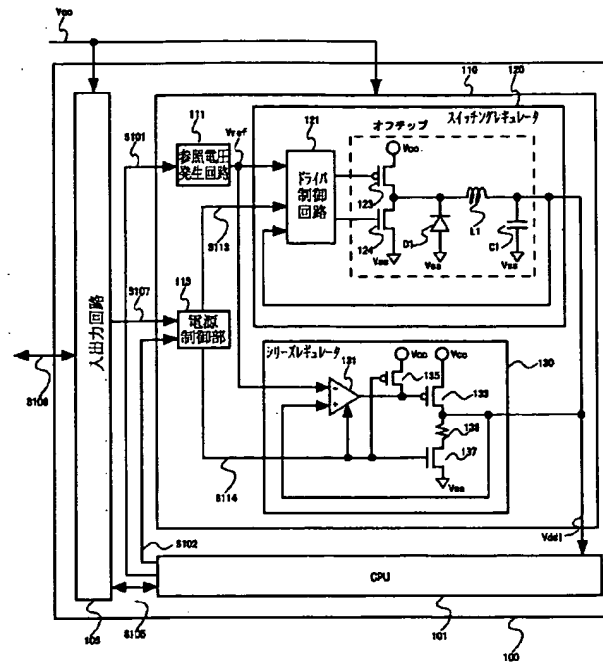 Vcc
110
120
スイッチングレギュレータ
111
121
オフチップ
S101
参照電圧
発生回路
Vref
Vcc
ドライバ
制御
回路
123
124
S113
D1
L1
C1
Vss
Vss
Vss
S107
113
電源
制御部
入出力回路
S109
シリーズレギュレータ
131
Vcc
Vcc
135
133
130
136
137
S114
Vss
S102
Vddi
CPU
106
S105
101
100